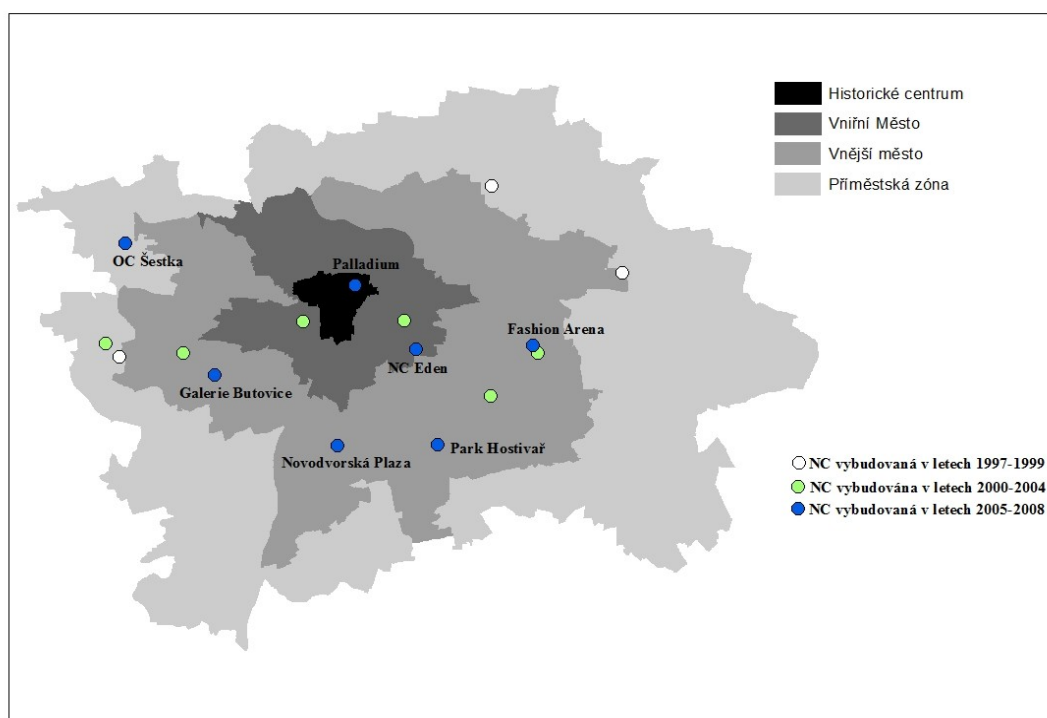 Historické centrum
Vniřní Město
Vnější město
Příměstská zóna
OC Šestka
Palladium
Fashion Arena
NC Eden
Galerie Butovice
Park Hostivař
Novodvorská Plaza
NC vybudovaná v letech 1997-1999
NC vybudována v letech 2000-2004
NC vybudovaná v letech 2005-2008